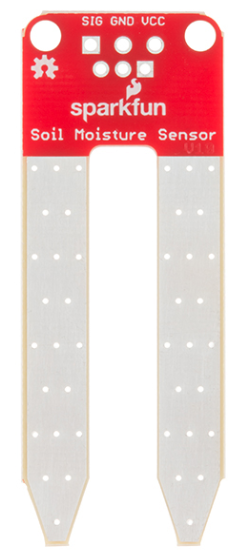 SIG GND VCC
sparkfun
Soil Moisture Sensor